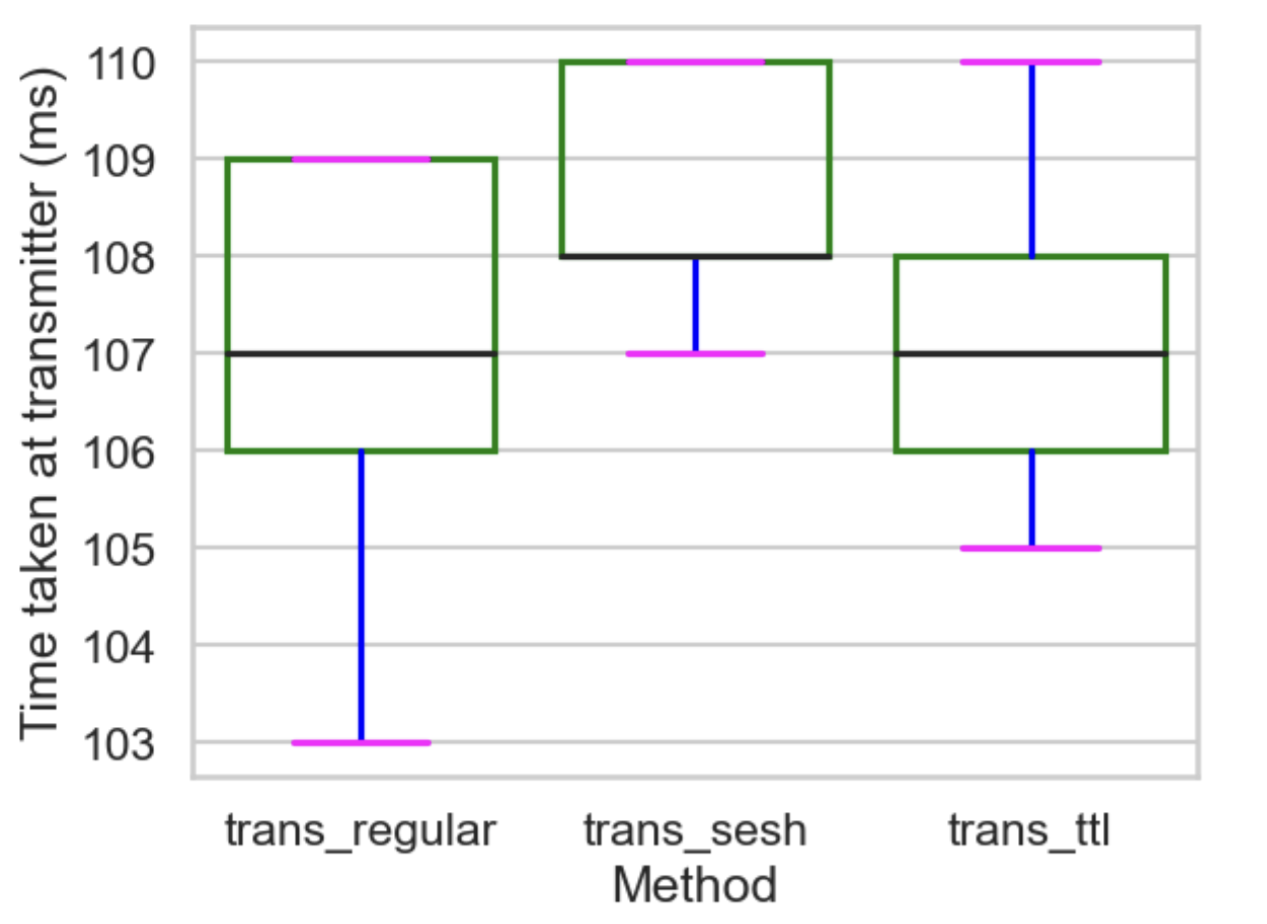 Time taken at transmitter (ms)
110
109
108
107
106
105
104
103
trans_regular trans_sesh trans_ttl
Method